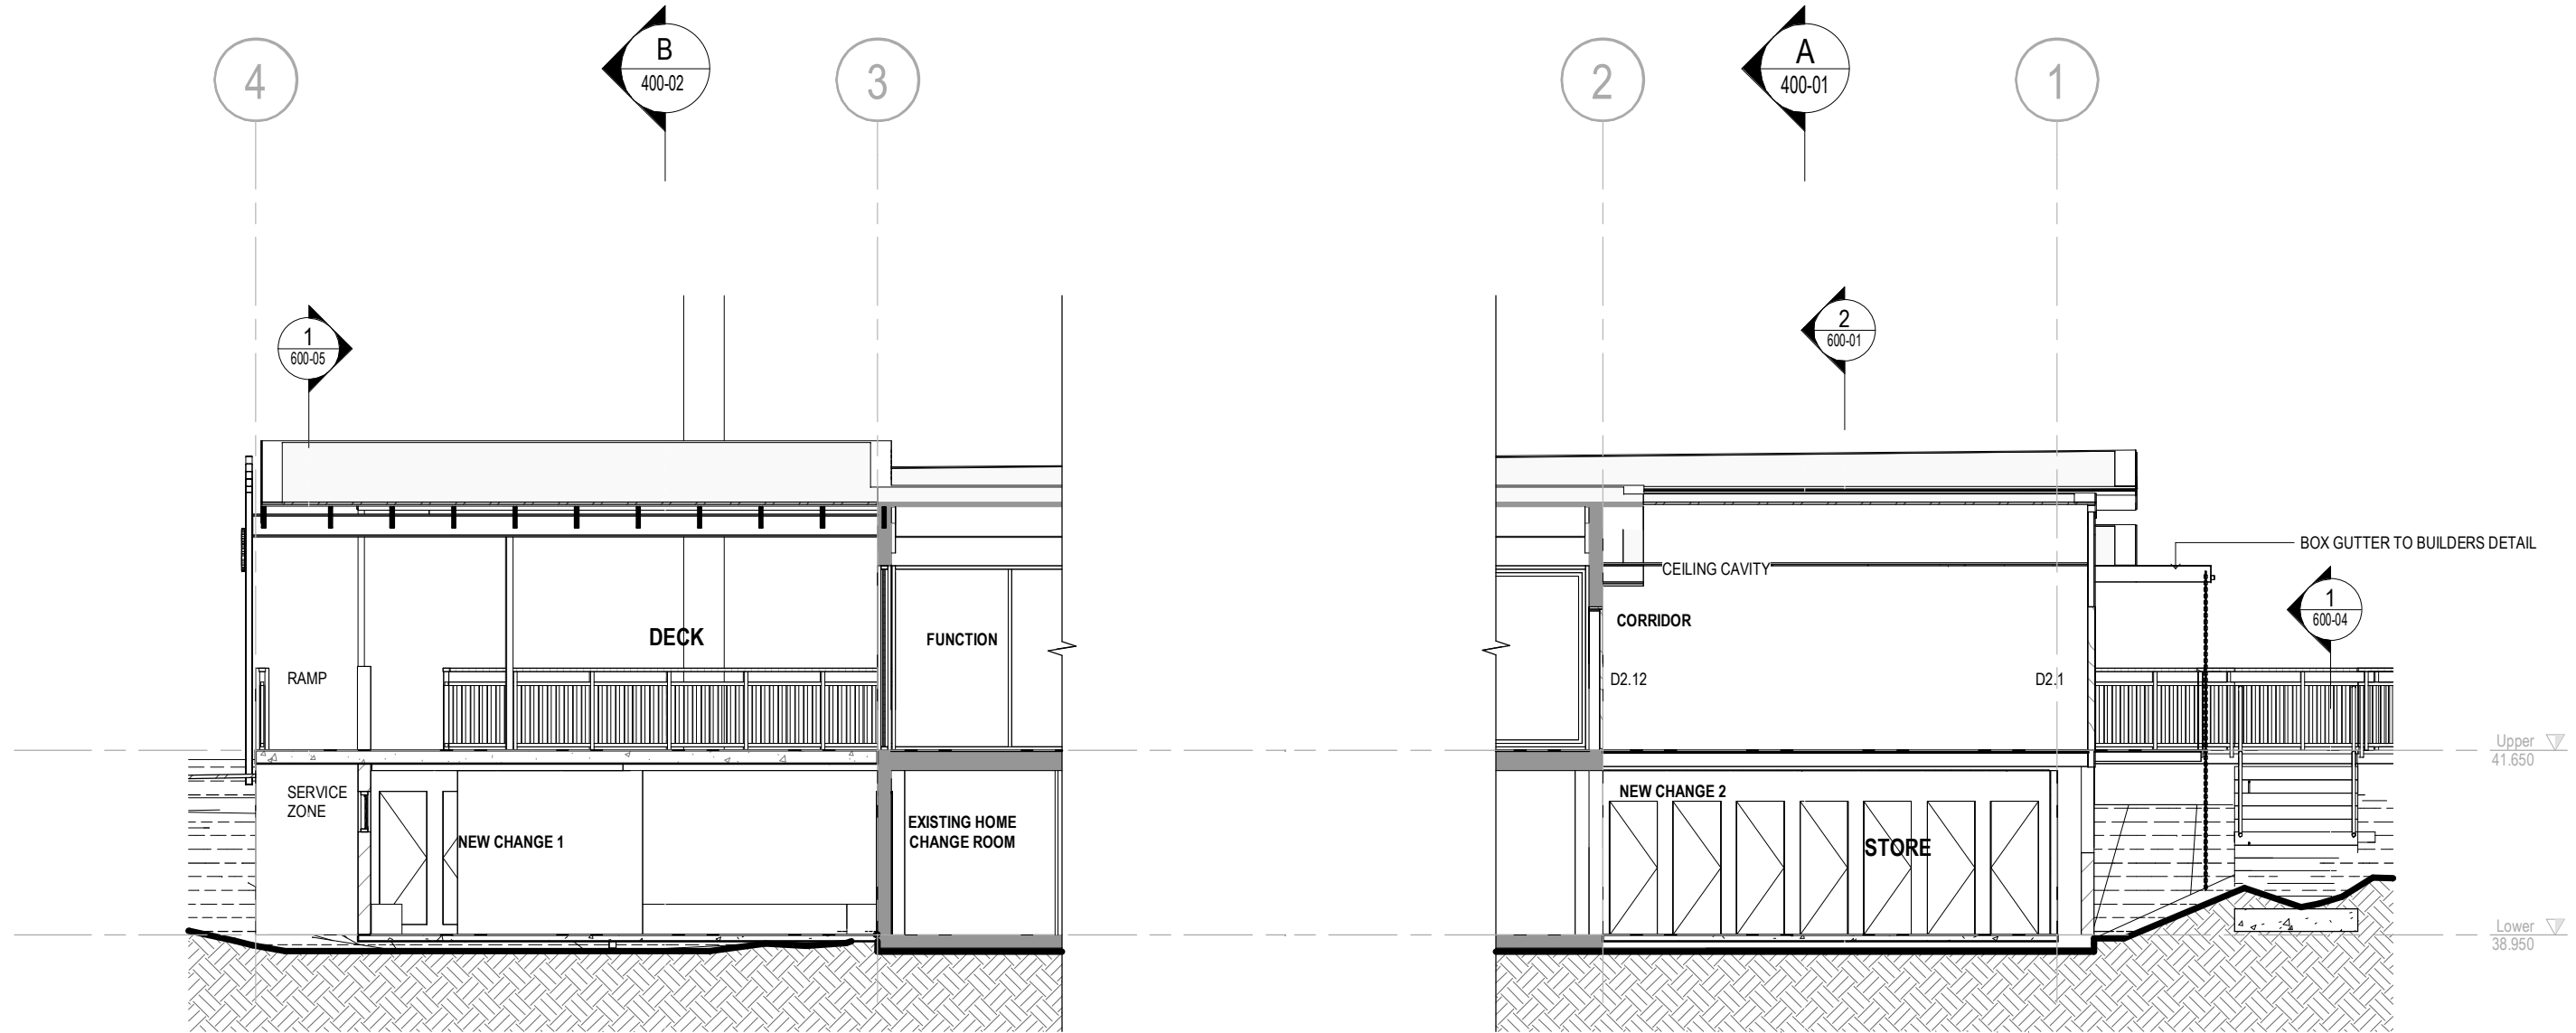 4
B
400-02
3
2
A
400-01
1
1
600-05
2
600-01
BOX GUTTER TO BUILDERS DETAIL
CEILING CAVITY
1
600-04
CORRIDOR
DECK
FUNCTION
RAMP
D2.12
D2.1
Upper
41.650
SERVICE
ZONE
NEW CHANGE 1
EXISTING HOME
CHANGE ROOM
NEW CHANGE 2
STORE
Lower
38.950